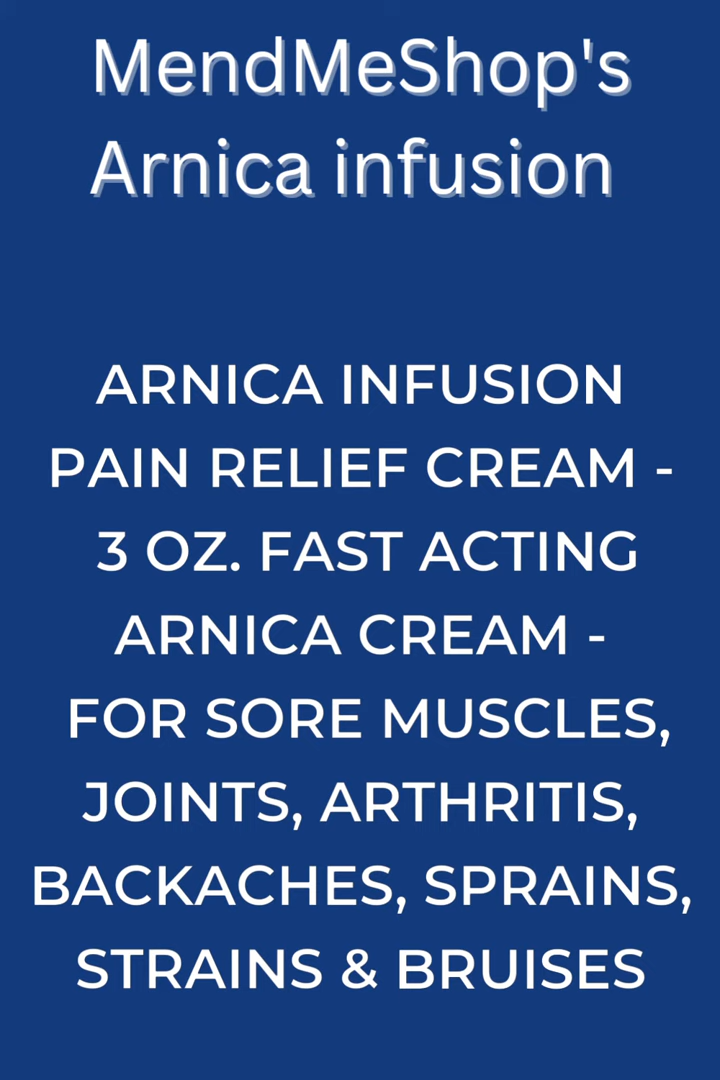 MendMeShop's
Arnica infusion
ARNICA INFUSION
PAIN RELIEF CREAM -
3 OZ. FAST ACTING
ARNICA CREAM -
FOR SORE MUSCLES,
JOINTS, ARTHRITIS,
BACKACHES, SPRAINS,
STRAINS & BRUISES